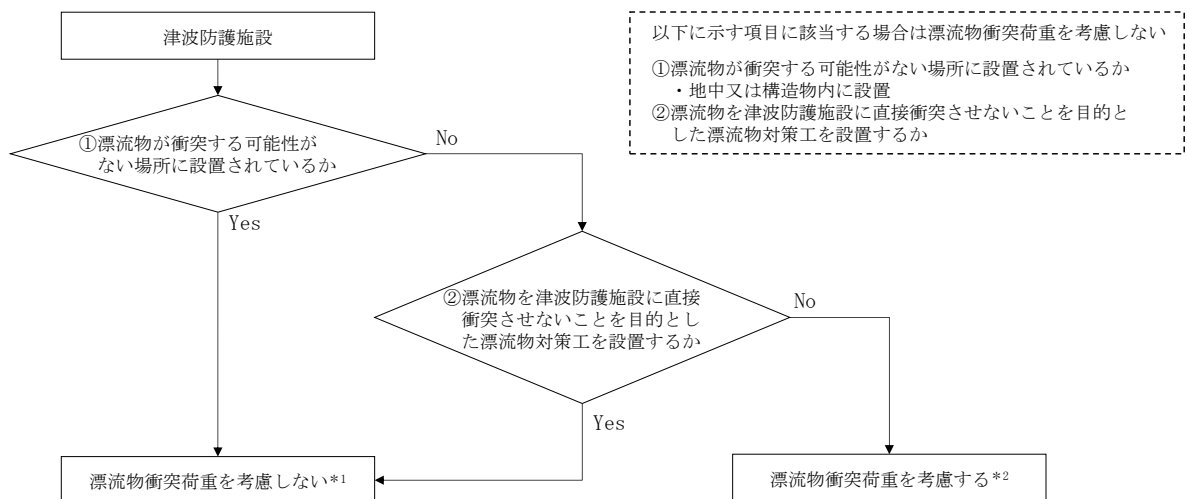 津波防護施設
以下に示す項目に該当する場合は漂流物衝突荷重を考慮しない
①漂流物が衝突する可能性がない場所に設置されているか
・地中又は構造物内に設置
②漂流物を津波防護施設に直接衝突させないことを目的と
した漂流物対策工を設置するか
①漂流物が衝突する可能性が
ない場所に設置されているか
No
Yes
②漂流物を津波防護施設に直接
衝突させないことを目的とし
た漂流物対策工を設置するか
No
Yes
漂流物衝突荷重を考慮しない*1
漂流物衝突荷重を考慮する*2